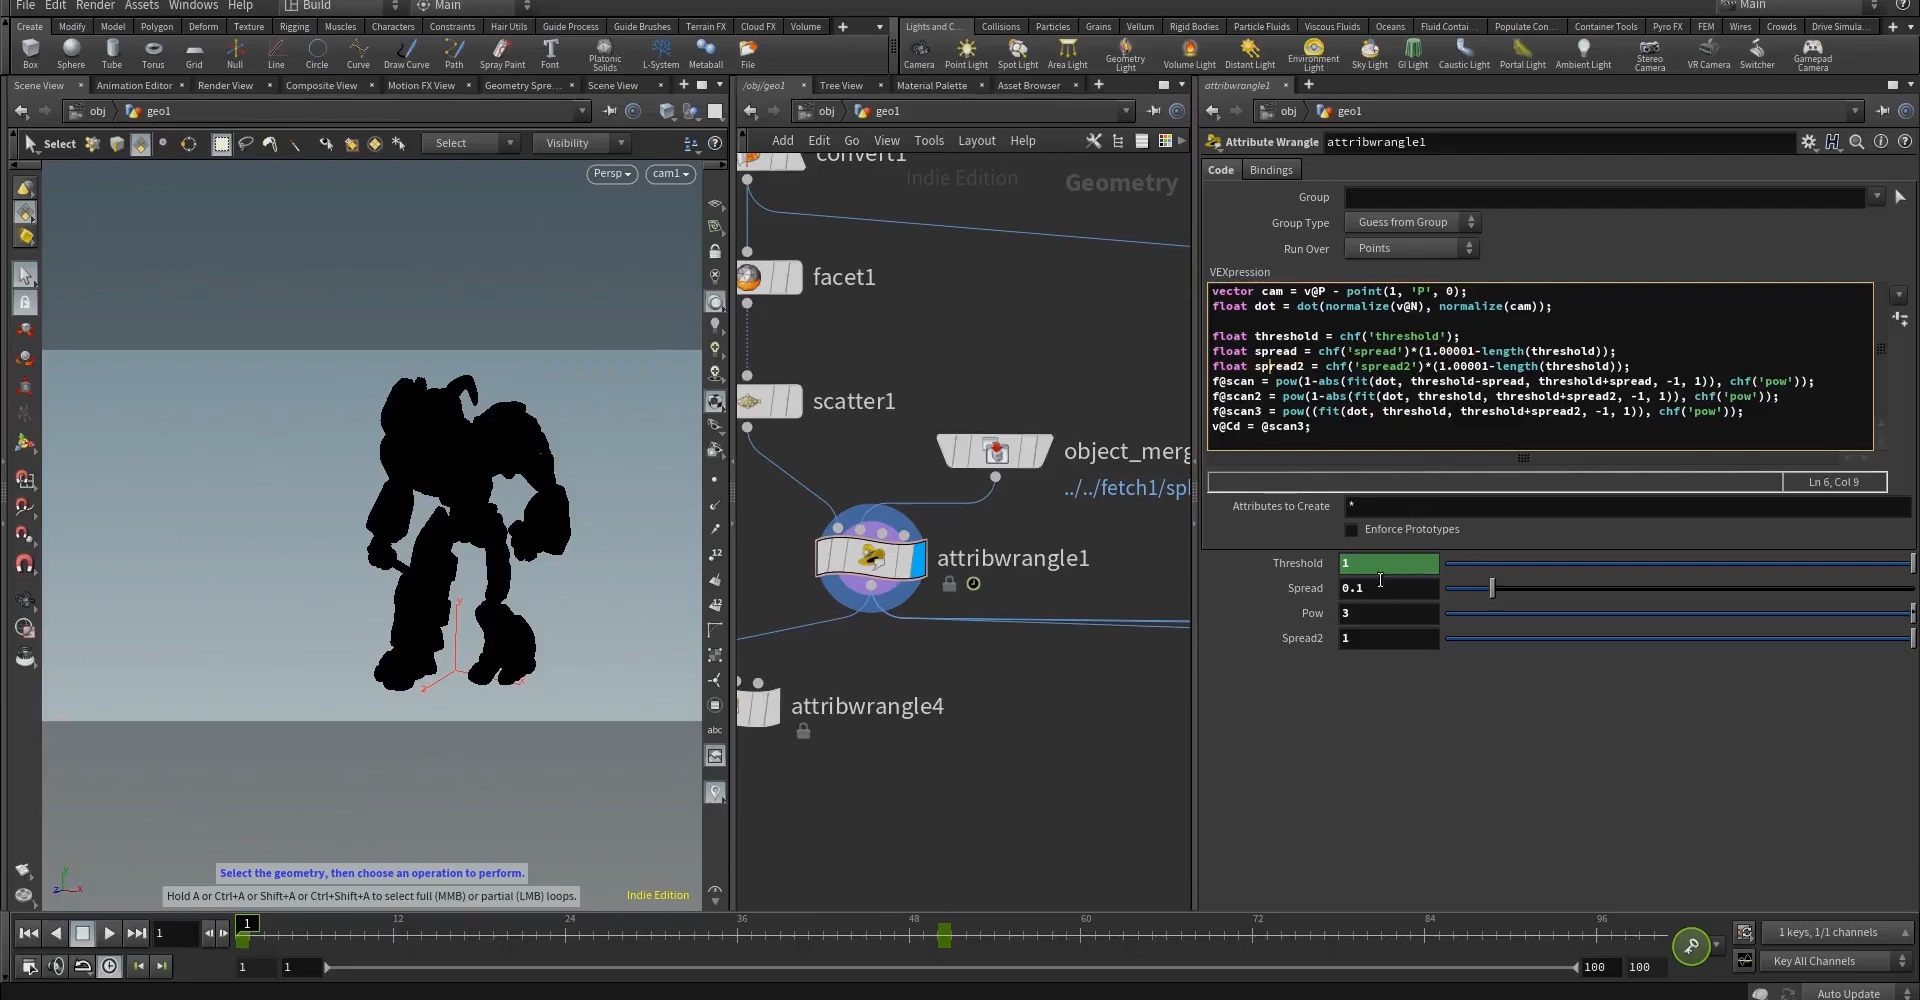 File Edit Render Assets Windows Help Build Main Main
Create Modify Model Polygon Deform Texture Rigging Muscles Characters Constraints Hair Utils Guide Process Guide Brushes Terrain FX Cloud FX Volume
Lights and C... Collisions Particles Grains Vellum Rigid Bodies Particle Fluids Viscous Fluids Oceans Fluid Contai... Populate Con... Container Tools Pyro FX FEM Wires Crowds Drive Simula...
Box Sphere Tube Torus Grid Null Line Circle Curve Draw Curve Path Spray Paint Font Platonic Solids L-System Metaball File
Camera Point Light Spot Light Area Light Geometry Light Volume Light Distant Light Environment Light Sky Light GI Light Caustic Light Portal Light Ambient Light Stereo Camera VR Camera Switcher Gamepad Camera
Scene View Animation Editor Render View Composite View Motion FX View Geometry Spre... Scene View
/obj/geo1 Tree View Material Palette Asset Browser
attribwrangle1
obj geo1
obj geo1
obj geo1
Select Select Visibility
Add Edit Go View Tools Layout Help
Attribute Wrangle attribwrangle1
Code Bindings
Persp cam1
convert1
Indie Edition
Geometry
facet1
scatter1
object_merg
../../fetch1/spl
attribwrangle1
attribwrangle4
Group
Group Type Guess from Group
Run Over Points
VEXpression
vector cam = v@P - point(1, 'P', 0);
float dot = dot(normalize(v@N), normalize(cam));
float threshold = chf('threshold');
float spread = chf('spread')*(1.00001-length(threshold));
float spread2 = chf('spread2')*(1.00001-length(threshold));
f@scan = pow(1-abs(fit(dot, threshold-spread, threshold+spread, -1, 1)), chf('pow'));
f@scan2 = pow(1-abs(fit(dot, threshold, threshold+spread2, -1, 1)), chf('pow'));
f@scan3 = pow((fit(dot, threshold, threshold+spread2, -1, 1)), chf('pow'));
v@Cd = @scan3;
Ln 6, Col 9
Attributes to Create *
Enforce Prototypes
Threshold 1
Spread 0.1
Pow 3
Spread2 1
12
12
abc
y
z
x
y
z x
Select the geometry, then choose an operation to perform.
Hold A or Ctrl+A or Shift+A or Ctrl+Shift+A to select full (MMB) or partial (LMB) loops.
Indie Edition
1 1 12 24 36 48 60 72 84 96
1 keys, 1/1 channels
1 1 100 100
Key All Channels
Auto Update